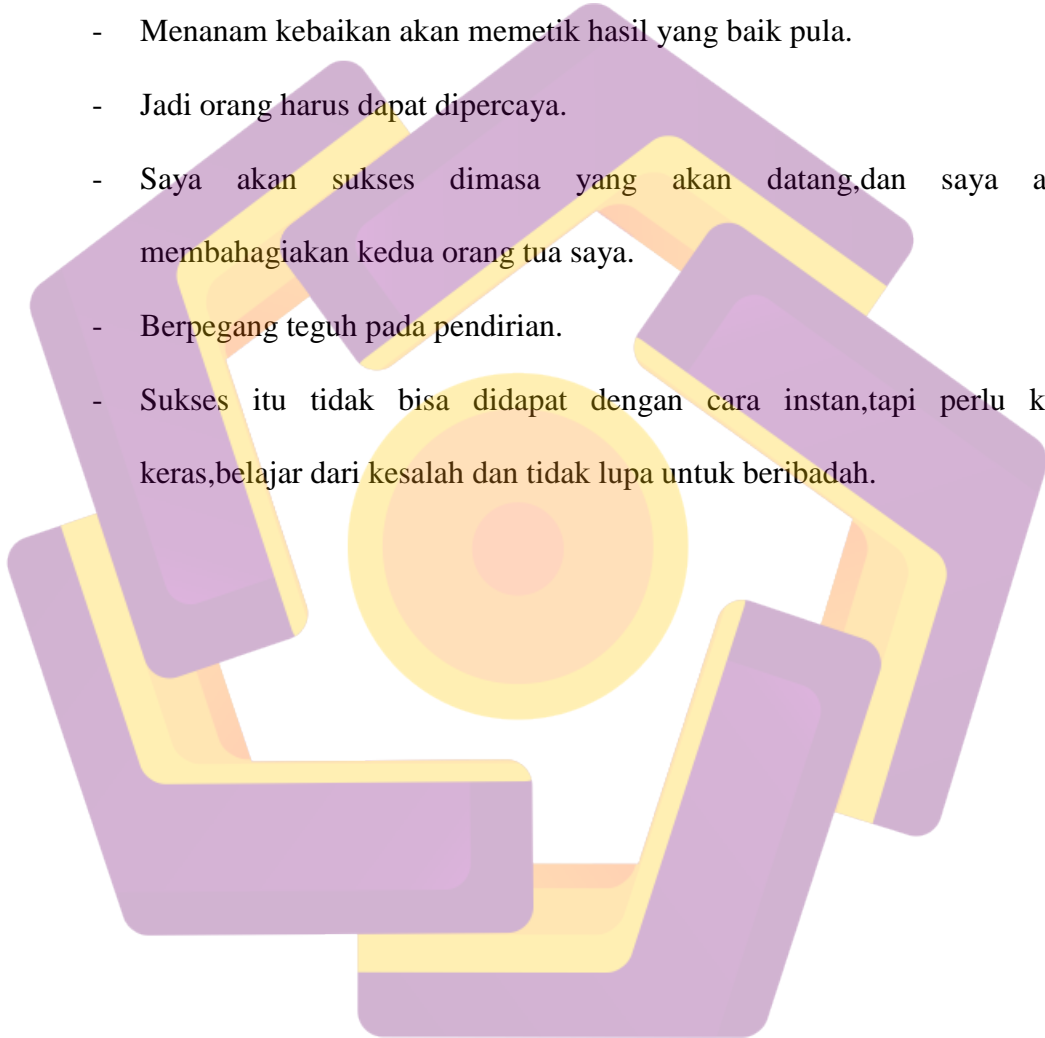 - Menanam kebaikan akan memetik hasil yang baik pula.
- Jadi orang harus dapat dipercaya.
- Saya akan sukses dimasa yang akan datang,dan saya a
membahagiakan kedua orang tua saya.
- Berpegang teguh pada pendirian.
- Sukses itu tidak bisa didapat dengan cara instan,tapi perlu k
keras,belajar dari kesalah dan tidak lupa untuk beribadah.